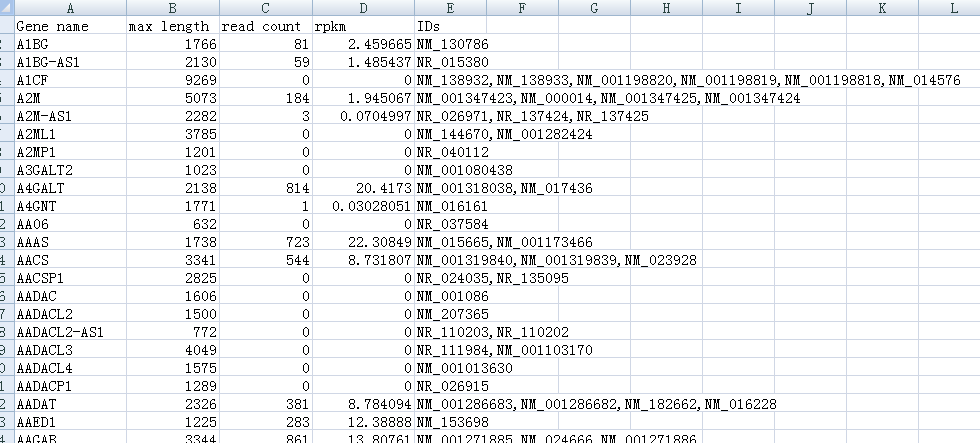 A B C D E F G H I J K L
Gene name max length read count rpkm IDs
A1BG 1766 81 2.459665 NM_130786
A1BG-AS1 2130 59 1.485437 NR_015380
A1CF 9269 0 0 NM_138932,NM_138933,NM_001198820,NM_001198819,NM_001198818,NM_014576
A2M 5073 184 1.945067 NM_001347423,NM_000014,NM_001347425,NM_001347424
A2M-AS1 2282 3 0.0704997 NR_026971,NR_137424,NR_137425
A2ML1 3785 0 0 NM_144670,NM_001282424
A2MP1 1201 0 0 NR_040112
A3GALT2 1023 0 0 NM_001080438
A4GALT 2138 814 20.4173 NM_001318038,NM_017436
A4GNT 1771 1 0.03028051 NM_016161
AA06 632 0 0 NR_037584
AAAS 1738 723 22.30849 NM_015665,NM_001173466
AACS 3341 544 8.731807 NM_001319840,NM_001319839,NM_023928
AACSP1 2825 0 0 NR_024035,NR_135095
AADAC 1606 0 0 NM_001086
AADACL2 1500 0 0 NM_207365
AADACL2-AS1 772 0 0 NR_110203,NR_110202
AADACL3 4049 0 0 NR_111984,NM_001103170
AADACL4 1575 0 0 NM_001013630
AADACP1 1289 0 0 NR_026915
AADAT 2326 381 8.784094 NM_001286683,NM_001286682,NM_182662,NM_016228
AAED1 1225 283 12.38888 NM_153698
AAGAB 3344 861 13.80761 NM_001271885,NM_024666,NM_001271886